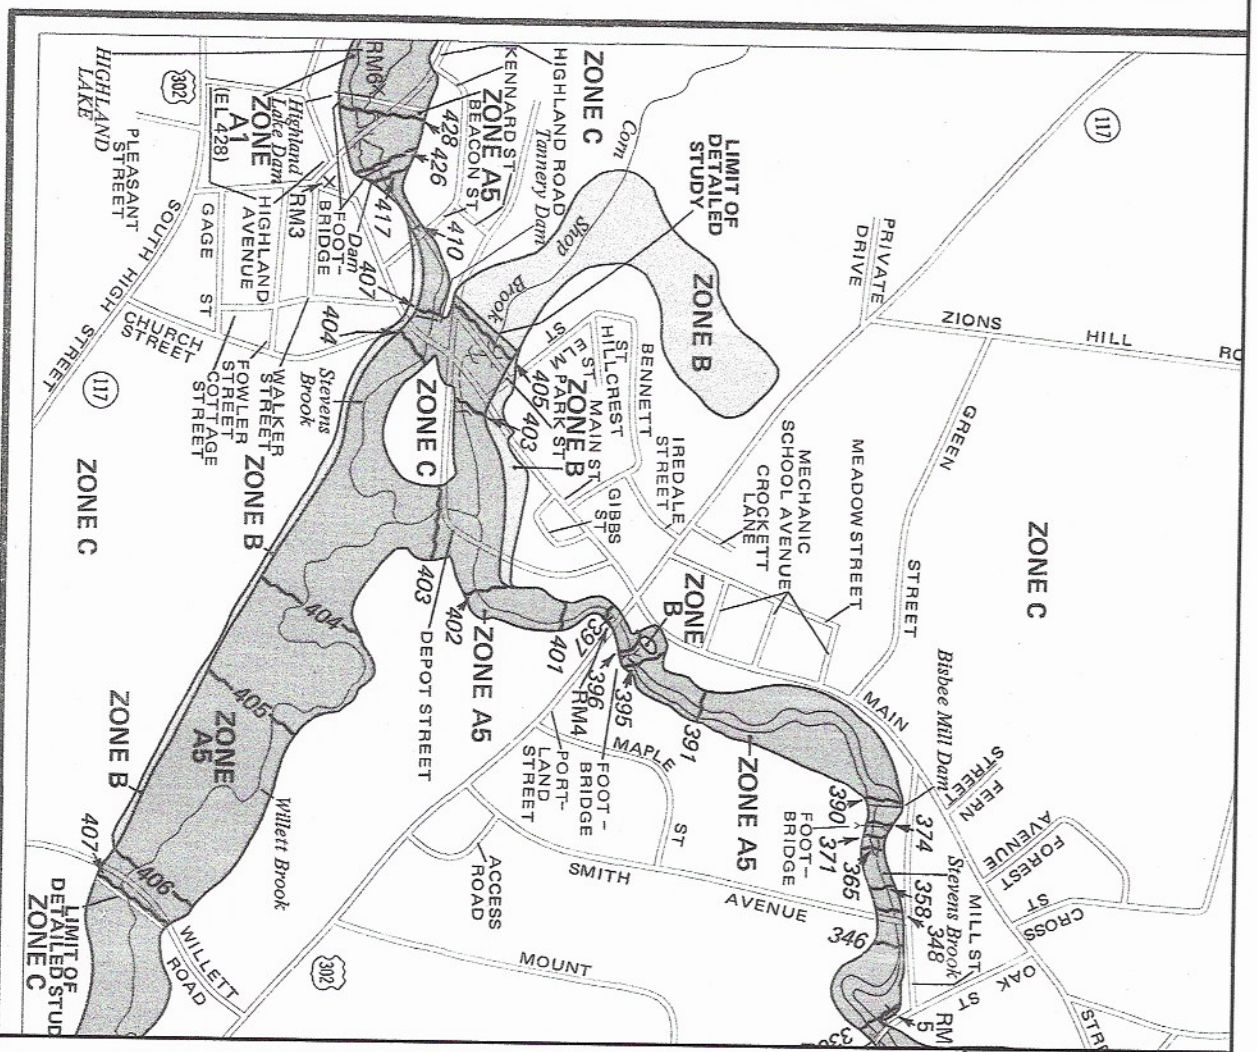 HIGHLAND
LAKE
302
PLEASANT
STREET
ZONE
A1
(EL 428)
Highland
Lake Dam
RM6
RM3
KENNARD ST
HIGHLAND ROAD
ZONE C
ZONE A5
BEACON ST
Tannery Dam
428
426
417
410
407
404
FOOT-
BRIDGE
Dam
HIGHLAND
AVENUE
GAGE ST
SOUTH HIGH STREET
CHURCH
STREET
117
WALKER
STREET
FOWLER
STREET
COTTAGE
STREET
Stevens
Brook
Corn Shop Brook
LIMIT OF
DETAILED
STUDY
ZONE B
117
PRIVATE
DRIVE
ZIONS HILL RO
GREEN STREET
ZONE C
BENNETT ST
HILLCREST ST
ELM ST
MAIN ST
PARK ST
ZONE B
405
403
ZONE C
IREDALE
STREET
GIBBS
ST
MECHANIC
SCHOOL AVENUE
CROCKETT
LANE
MEADOW STREET
ZONE
B
ZONE C
ZONE B
403
402
DEPOT STREET
ZONE A5
401
397
396
RM4
395
FOOT-
BRIDGE
391
MAPLE ST
PORT-
LAND
STREET
ZONE A5
MAIN STREET
Bisbee Mill Dam
FERN
AVENUE
FOREST
ST
CROSS
390
374
FOOT-
BRIDGE
371
365
358
348
346
Stevens Brook
MILL ST
OAK ST
STRE
RM
5
SMITH AVENUE
ACCESS
ROAD
MOUNT
302
404
405
ZONE
A5
ZONE B
Willett Brook
406
407
WILLETT
ROAD
LIMIT OF
DETAILED STUD
ZONE C